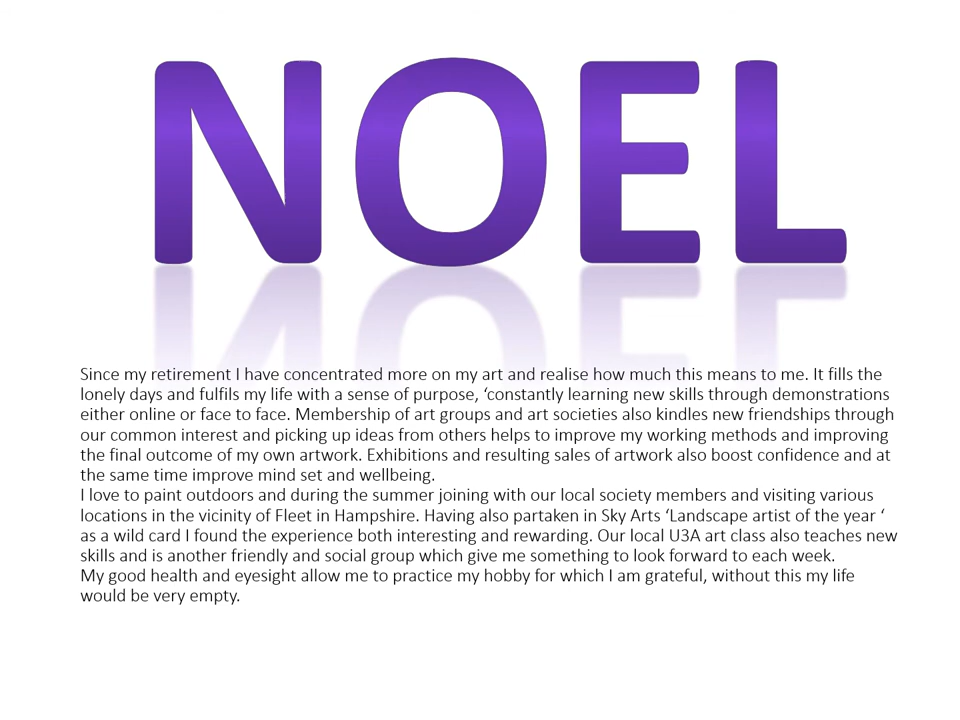 NOEL
Since my retirement I have concentrated more on my art and realise how much this means to me. It fills the
lonely days and fulfils my life with a sense of purpose, ‘constantly learning new skills through demonstrations
either online or face to face. Membership of art groups and art societies also kindles new friendships through
our common interest and picking up ideas from others helps to improve my working methods and improving
the final outcome of my own artwork. Exhibitions and resulting sales of artwork also boost confidence and at
the same time improve mind set and wellbeing.
I love to paint outdoors and during the summer joining with our local society members and visiting various
locations in the vicinity of Fleet in Hampshire. Having also partaken in Sky Arts ‘Landscape artist of the year ‘
as a wild card I found the experience both interesting and rewarding. Our local U3A art class also teaches new
skills and is another friendly and social group which give me something to look forward to each week.
My good health and eyesight allow me to practice my hobby for which I am grateful, without this my life
would be very empty.